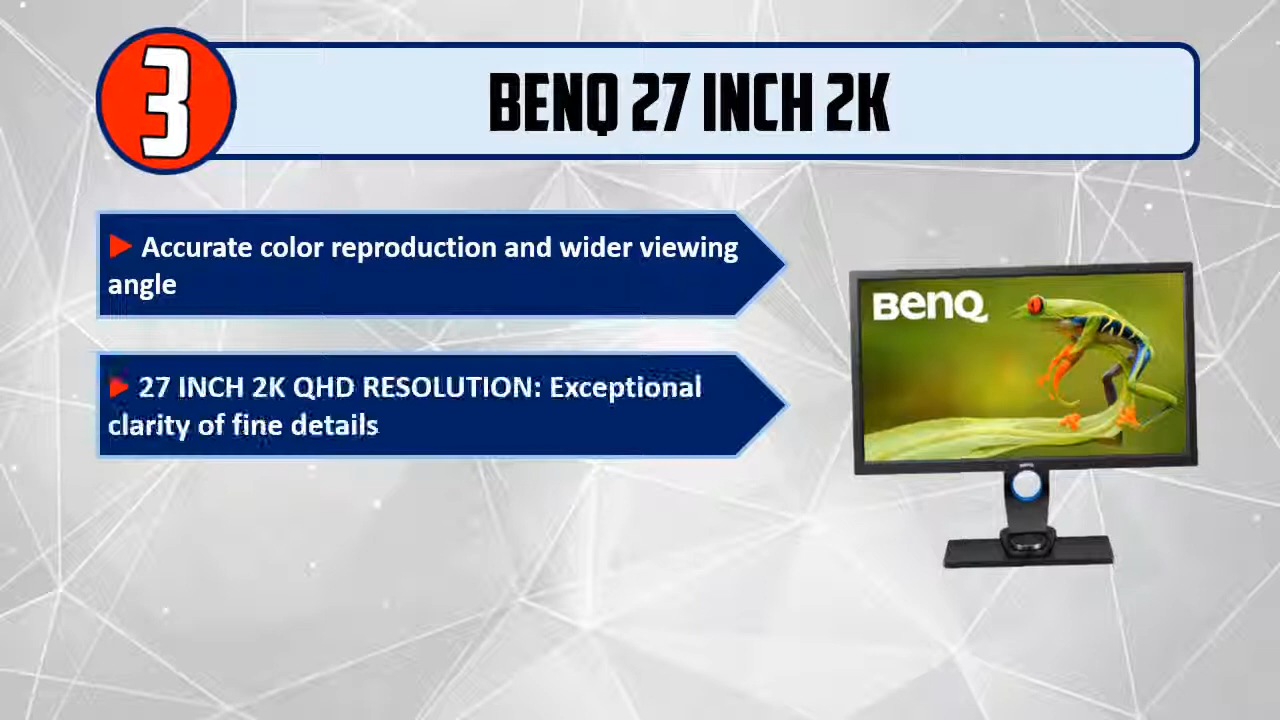 3
BENQ 27 INCH 2K
Accurate color reproduction and wider viewing
angle
27 INCH 2K QHD RESOLUTION: Exceptional
clarity of fine details
BenQ
BenQ